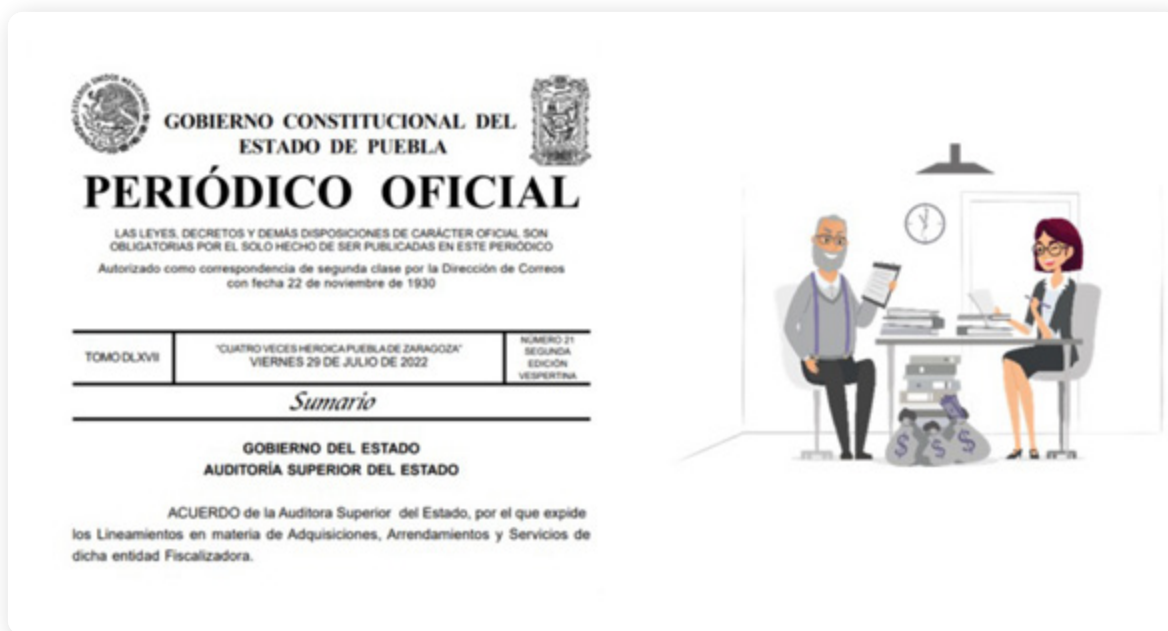 GOBIERNO CONSTITUCIONAL DEL
ESTADO DE PUEBLA
PERIÓDICO OFICIAL
LAS LEYES, DECRETOS Y DEMÁS DISPOSICIONES DE CARÁCTER OFICIAL SON
OBLIGATORIAS POR EL SOLO HECHO DE SER PUBLICADAS EN ESTE PERIÓDICO
Autorizado como correspondencia de segunda clase por la Dirección de Correos
con fecha 22 de noviembre de 1930
TOMO DLXVII
"CUATRO VECES HEROICA PUEBLA DE ZARAGOZA"
VIERNES 29 DE JULIO DE 2022
NÚMERO 21
SEGUNDA
EDICIÓN
VESPERTINA
Sumario
GOBIERNO DEL ESTADO
AUDITORÍA SUPERIOR DEL ESTADO
ACUERDO de la Auditora Superior del Estado, por el que expide
los Lineamientos en materia de Adquisiciones, Arrendamientos y Servicios de
dicha entidad Fiscalizadora.
$ $ $